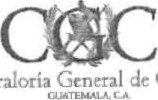 CGC
raloría General de
GUATEMALA, C.A.